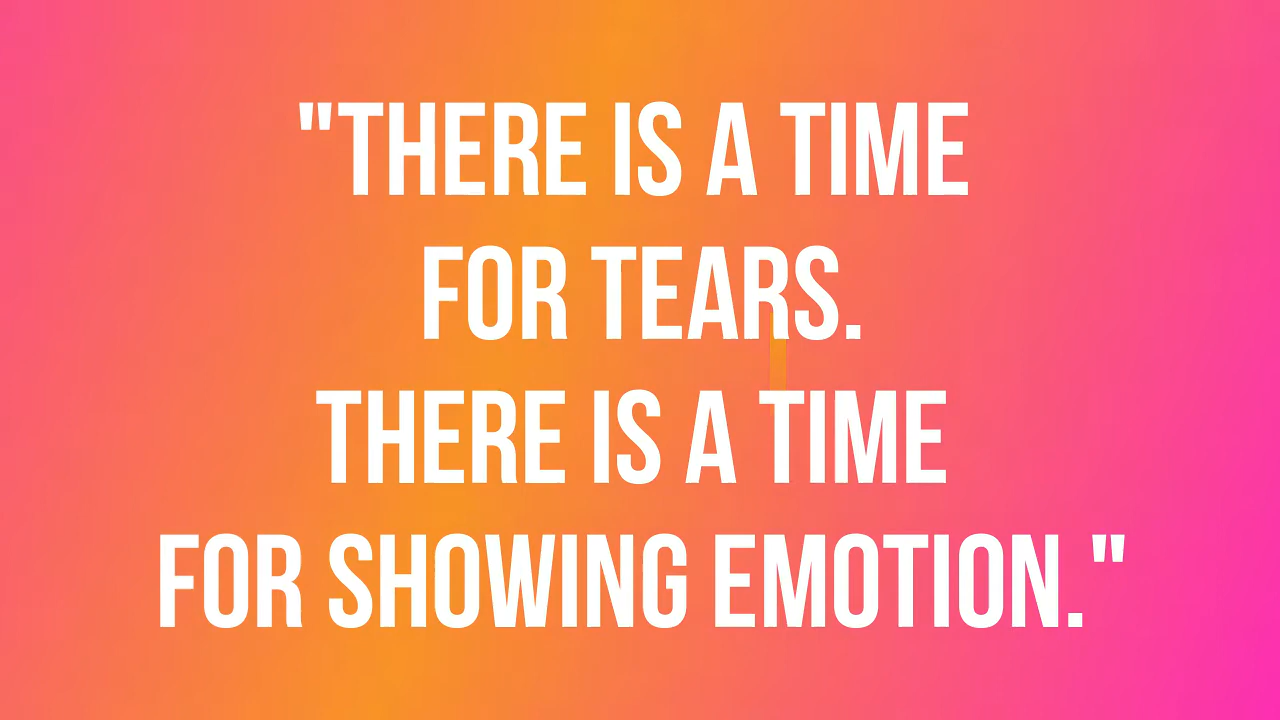 "THERE IS A TIME
FOR TEARS.
THERE IS A TIME
FOR SHOWING EMOTION."